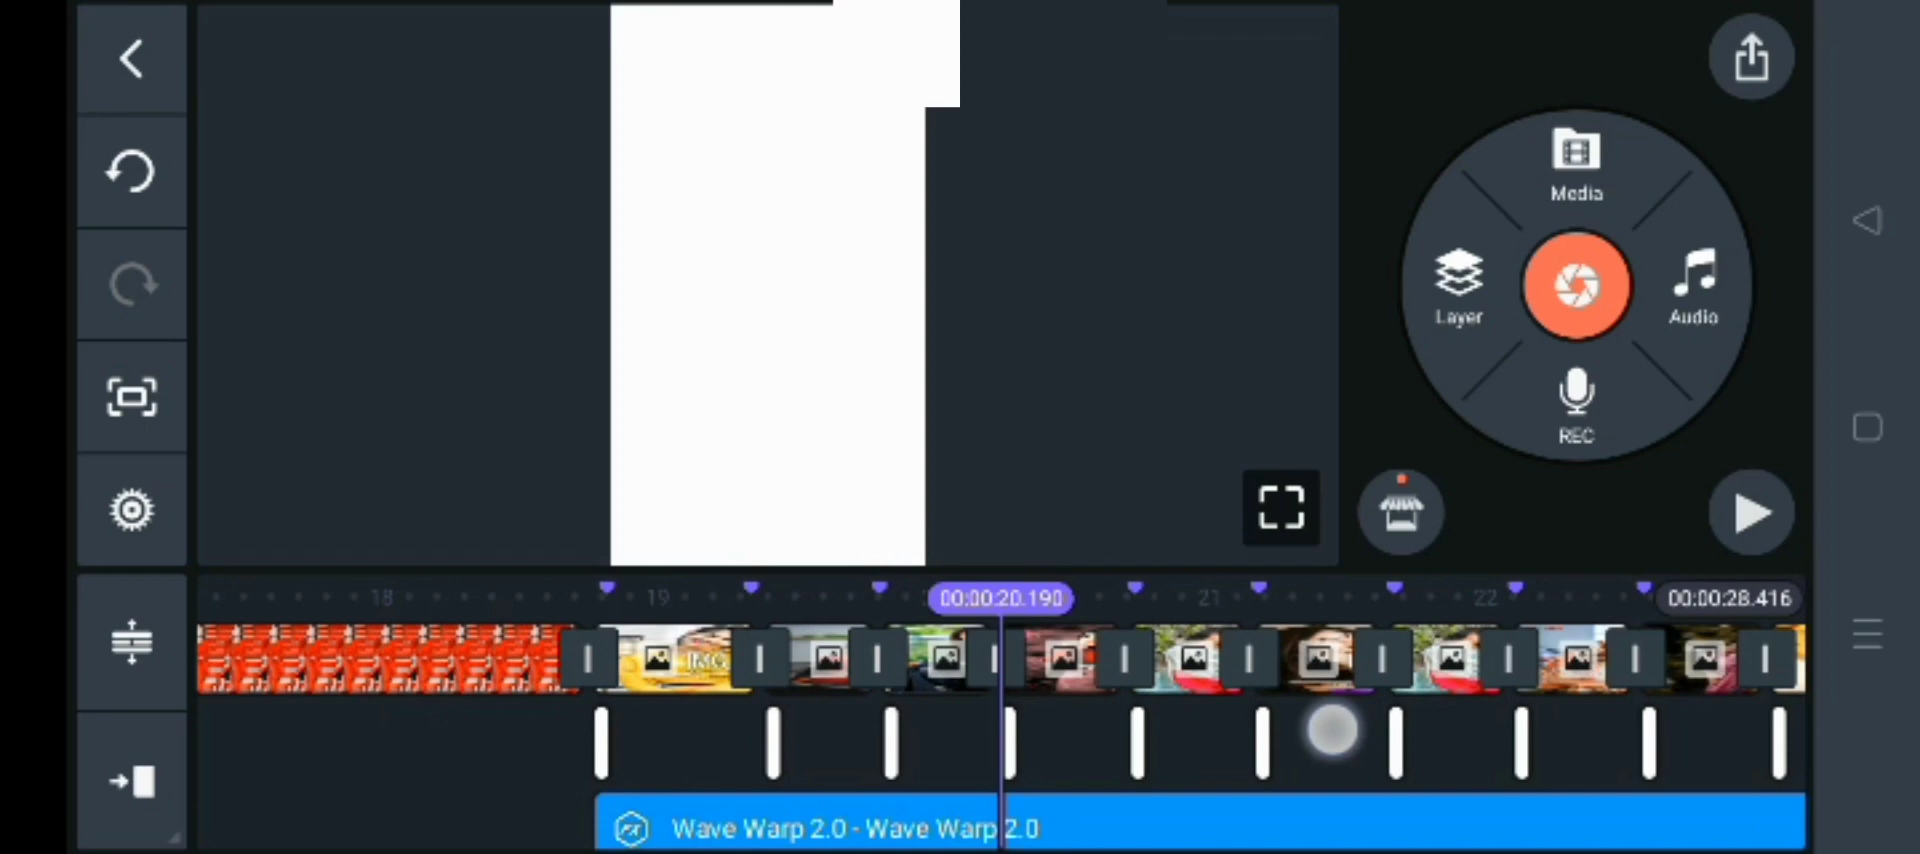 Media
Layer
Audio
REC
18
19
00:00:20.190
21
22
00:00:28.416
IMG
Wave Warp 2.0 - Wave Warp 2.0